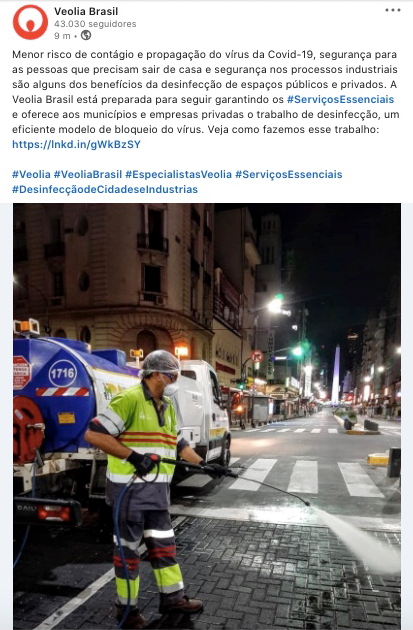 Veolia Brasil
43.030 seguidores
9 m •
Menor risco de contágio e propagação do vírus da Covid-19, segurança para
as pessoas que precisam sair de casa e segurança nos processos industriais
são alguns dos benefícios da desinfecção de espaços públicos e privados. A
Veolia Brasil está preparada para seguir garantindo os #ServiçosEssenciais
e oferece aos municípios e empresas privadas o trabalho de desinfecção, um
eficiente modelo de bloqueio do vírus. Veja como fazemos esse trabalho:
https://lnkd.in/gWkBzSY
#Veolia #VeoliaBrasil #EspecialistasVeolia #ServiçosEssenciais
#DesinfecçãodeCidadeseIndustrias
1716